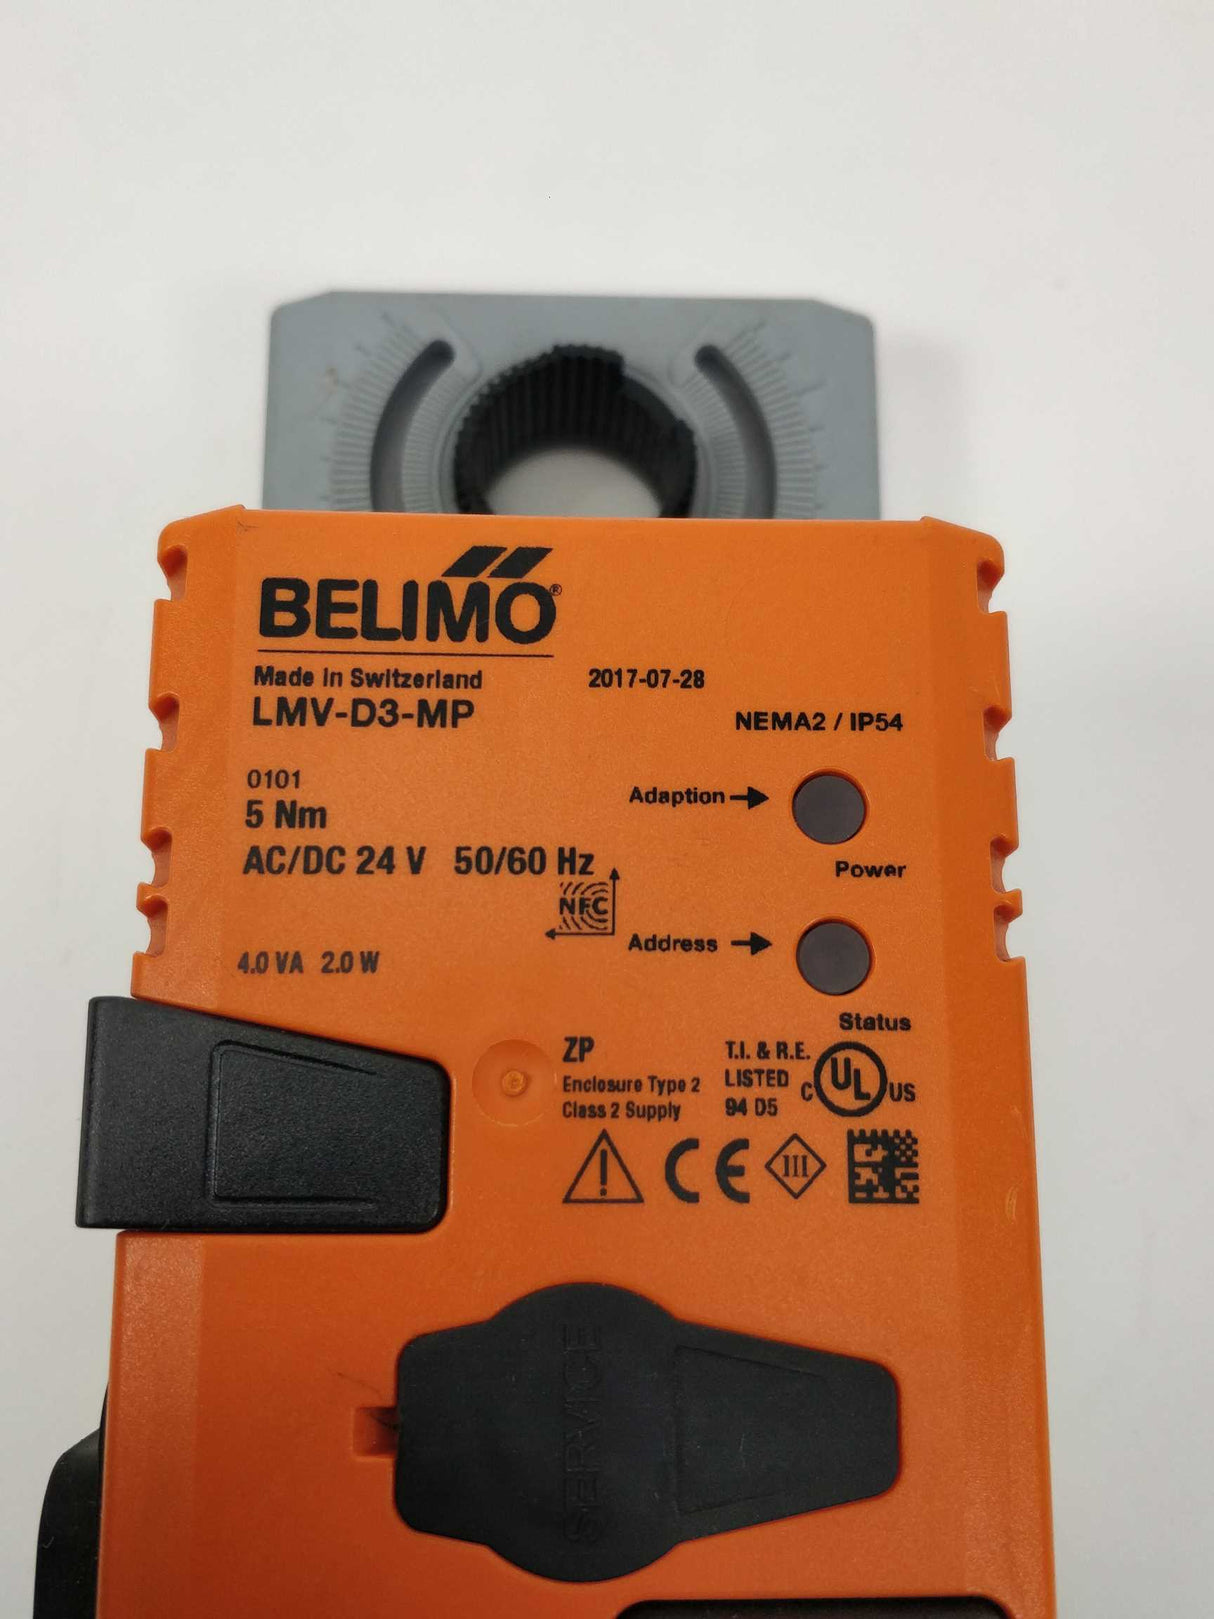 BELIMO®
Made in Switzerland 2017-07-28
LMV-D3-MP
NEMA2 / IP54
0101
Adaption
5 Nm
AC/DC 24 V 50/60 Hz
Power
NFC
Address
4.0 VA 2.0 W
Status
ZP
Enclosure Type 2
Class 2 Supply
T.I. & R.E.
LISTED
94 D5
C UL US
CE
III
SERVICE